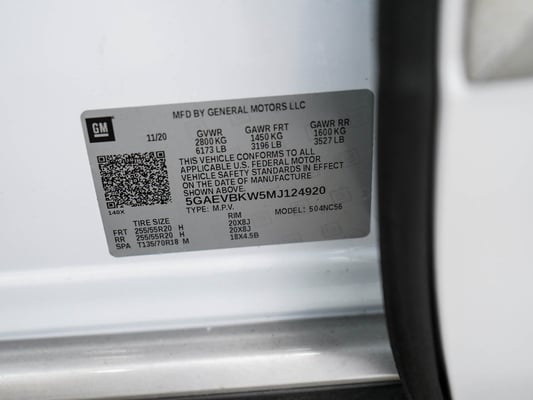 MFD BY GENERAL MOTORS LLC
GM
11/20
GVWR GAWR FRT GAWR RR
2800 KG 1450 KG 1600 KG
6173 LB 3196 LB 3527 LB
THIS VEHICLE CONFORMS TO ALL
APPLICABLE U.S. FEDERAL MOTOR
VEHICLE SAFETY STANDARDS IN EFFECT
ON THE DATE OF MANUFACTURE
SHOWN ABOVE.
5GAEVBKW5MJ124920
140X
TYPE: M.P.V. MODEL: 504NC56
TIRE SIZE RIM
FRT 255/55R20 H 20X8J
RR 255/55R20 H 20X8J
SPA T135/70R18 M 18X4.5B